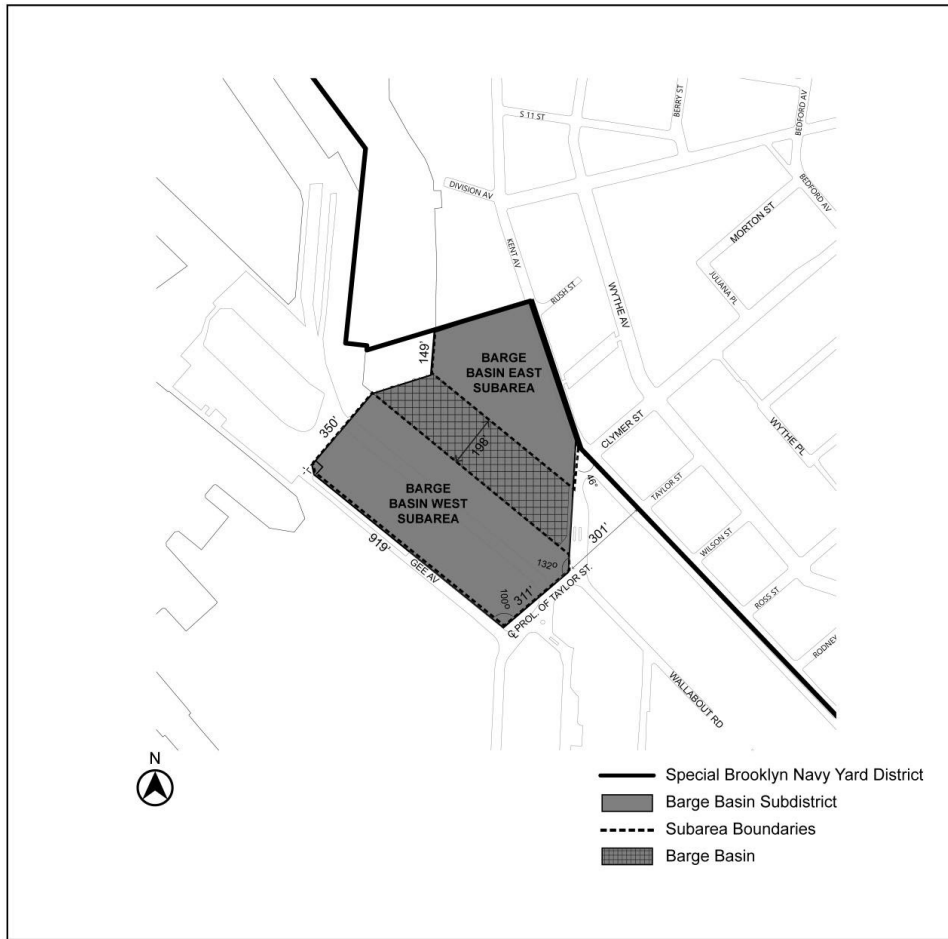 S 11 ST
BERRY ST
BEDFORD AV
DIVISION AV
BEDFORD AV
MORTON ST
KENT AV
JULIANA PL
RUSH ST
WYTHE AV
149'
BARGE
BASIN EAST
SUBAREA
350'
CLYMER ST
WYTHE PL
198'
46°
TAYLOR ST
BARGE
BASIN WEST
SUBAREA
301'
WILSON ST
919'
GEE AV
132°
311'
100°
℄ PROL. OF TAYLOR ST.
ROSS ST
RODNEY
WALLABOUT RD
N
Special Brooklyn Navy Yard District
Barge Basin Subdistrict
Subarea Boundaries
Barge Basin